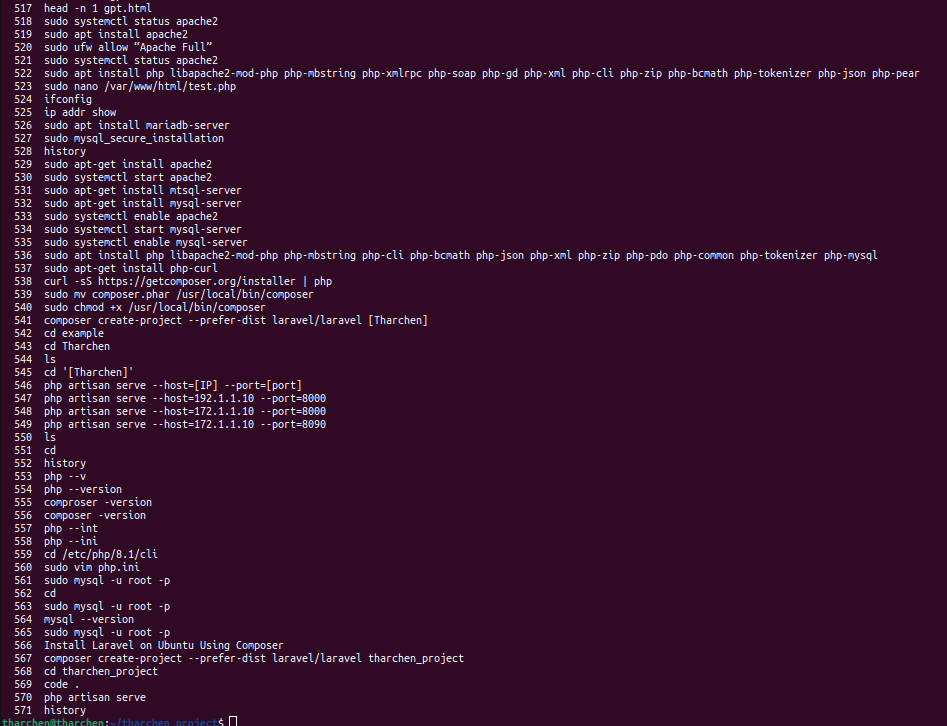 517 head -n 1 gpt.html
518 sudo systemctl status apache2
519 sudo apt install apache2
520 sudo ufw allow “Apache Full”
521 sudo systemctl status apache2
522 sudo apt install php libapache2-mod-php php-mbstring php-xmlrpc php-soap php-gd php-xml php-cli php-zip php-bcmath php-tokenizer php-json php-pear
523 sudo nano /var/www/html/test.php
524 ifconfig
525 ip addr show
526 sudo apt install mariadb-server
527 sudo mysql_secure_installation
528 history
529 sudo apt-get install apache2
530 sudo systemctl start apache2
531 sudo apt-get install mtsql-server
532 sudo apt-get install mysql-server
533 sudo systemctl enable apache2
534 sudo systemctl start mysql-server
535 sudo systemctl enable mysql-server
536 sudo apt install php libapache2-mod-php php-mbstring php-cli php-bcmath php-json php-xml php-zip php-pdo php-common php-tokenizer php-mysql
537 sudo apt-get install php-curl
538 curl -sS https://getcomposer.org/installer | php
539 sudo mv composer.phar /usr/local/bin/composer
540 sudo chmod +x /usr/local/bin/composer
541 composer create-project --prefer-dist laravel/laravel [Tharchen]
542 cd example
543 cd Tharchen
544 ls
545 cd '[Tharchen]'
546 php artisan serve --host=[IP] --port=[port]
547 php artisan serve --host=192.1.1.10 --port=8000
548 php artisan serve --host=172.1.1.10 --port=8000
549 php artisan serve --host=172.1.1.10 --port=8090
550 ls
551 cd
552 history
553 php --v
554 php --version
555 comproser -version
556 composer -version
557 php --int
558 php --ini
559 cd /etc/php/8.1/cli
560 sudo vim php.ini
561 sudo mysql -u root -p
562 cd
563 sudo mysql -u root -p
564 mysql --version
565 sudo mysql -u root -p
566 Install Laravel on Ubuntu Using Composer
567 composer create-project --prefer-dist laravel/laravel tharchen_project
568 cd tharchen_project
569 code .
570 php artisan serve
571 history
tharchen@tharchen:~/tharchen_project$